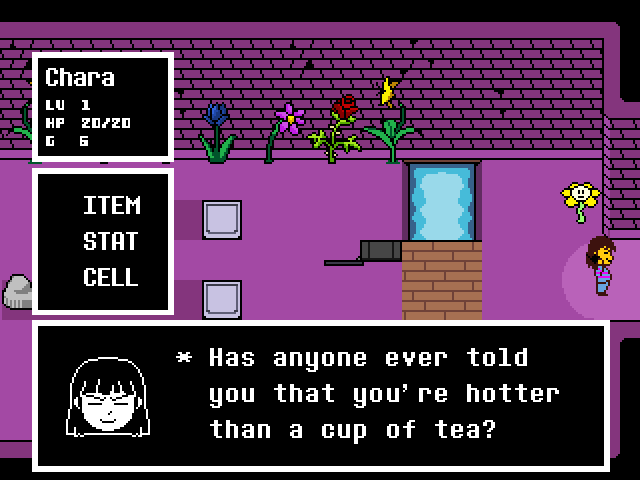 Chara
LV 1
HP 20/20
G 6
ITEM
STAT
CELL
* Has anyone ever told
you that you're hotter
than a cup of tea?